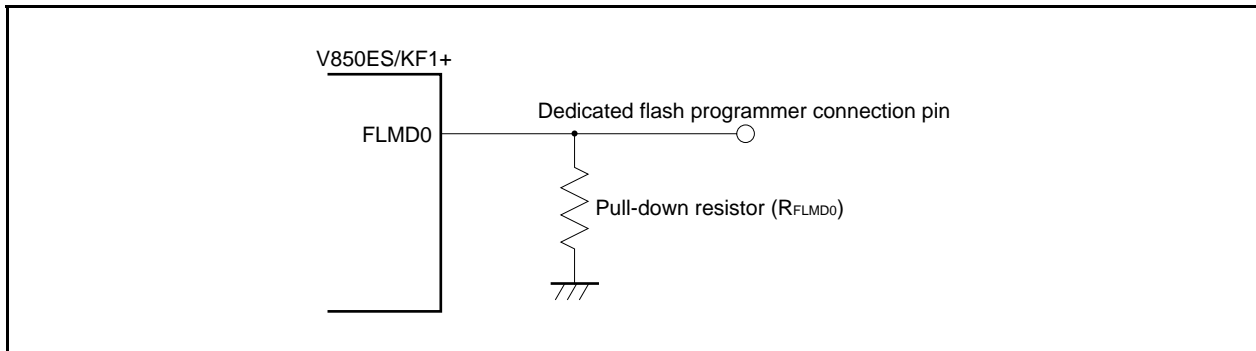 V850ES/KF1+
Dedicated flash programmer connection pin
FLMD0
Pull-down resistor (RFLMD0)